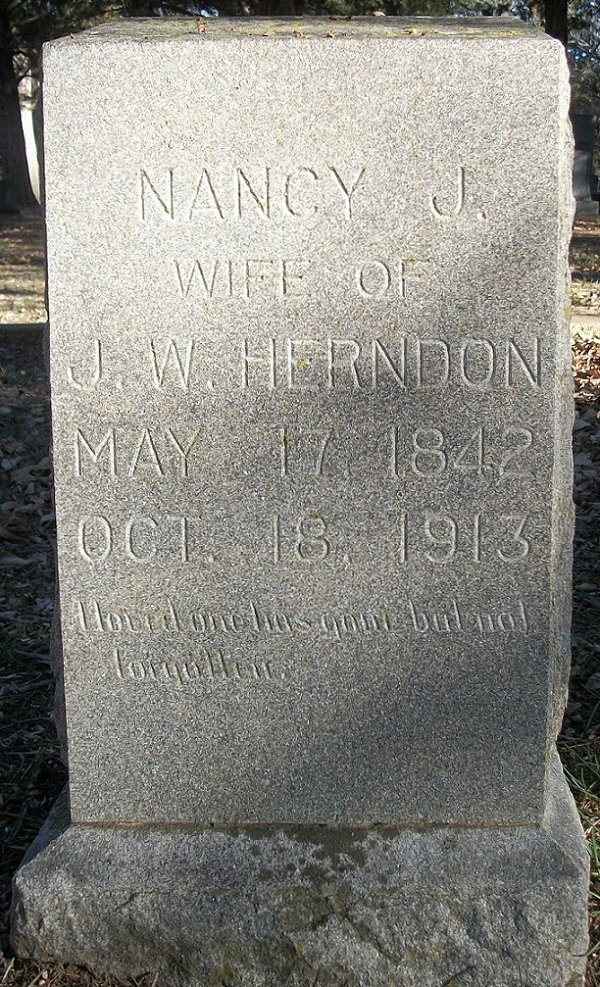 NANCY J.
WIFE OF
J. W. HERNDON
MAY 17, 1842
OCT. 18, 1913
A loved one has gone but not
forgotten.